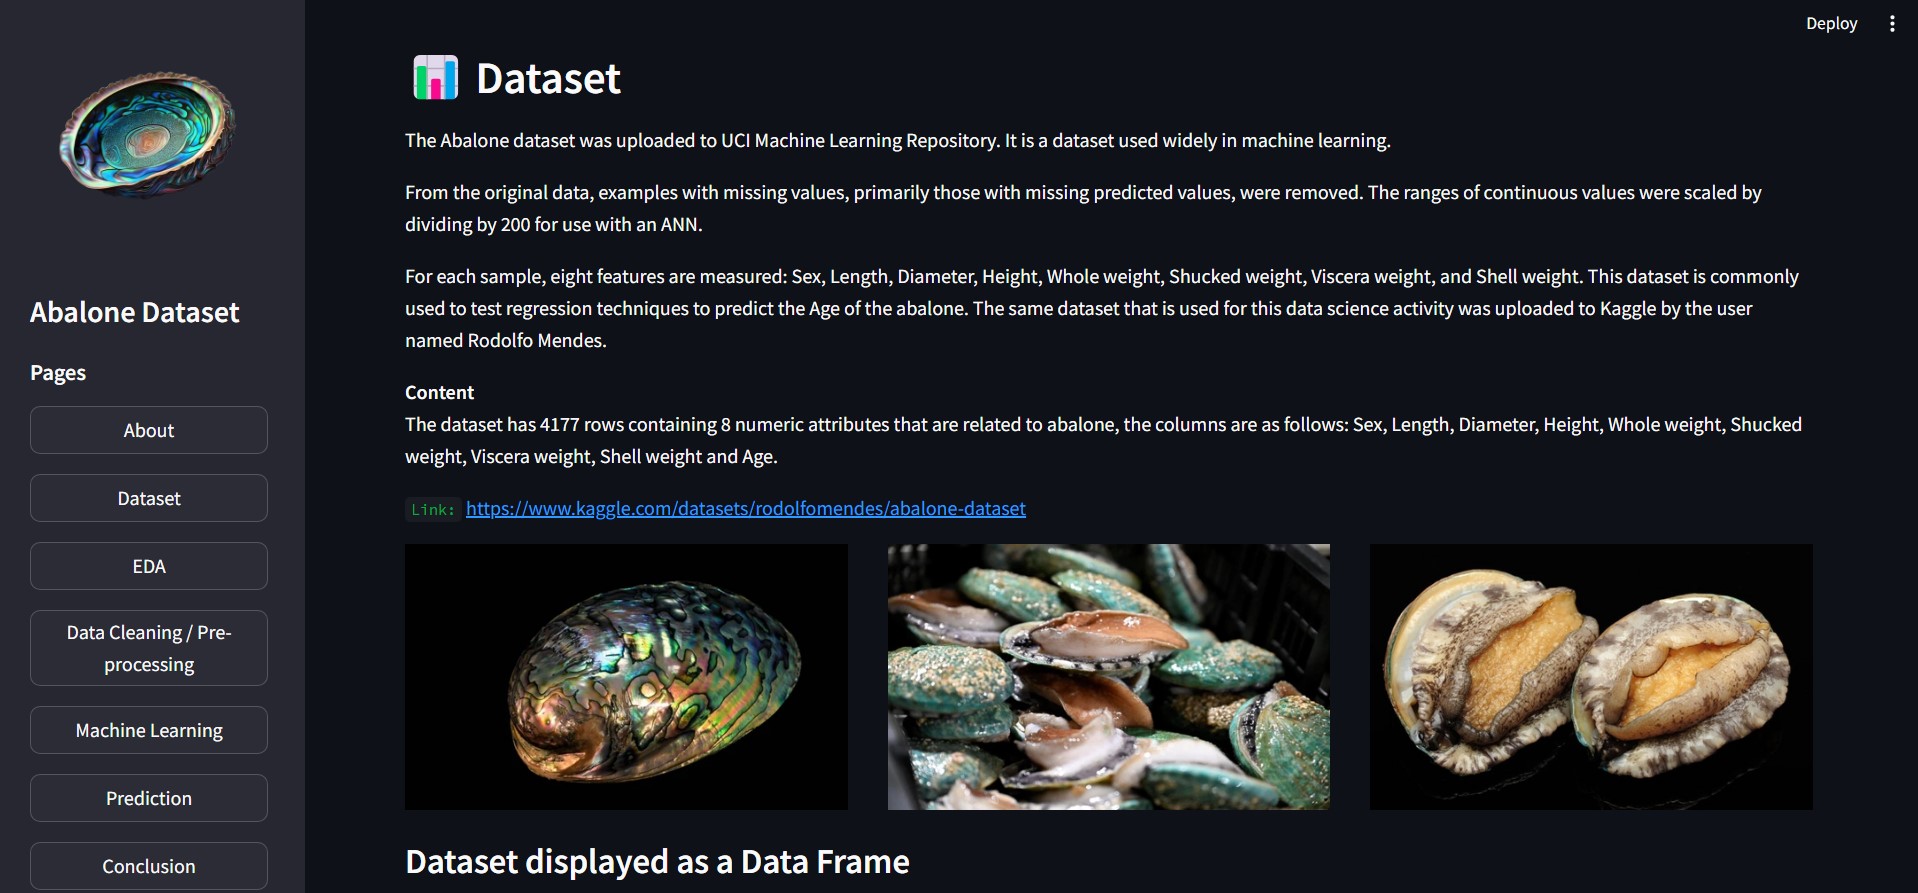 Deploy
Abalone Dataset
Pages
About
Dataset
EDA
Data Cleaning / Pre-
processing
Machine Learning
Prediction
Conclusion
Dataset
The Abalone dataset was uploaded to UCI Machine Learning Repository. It is a dataset used widely in machine learning.
From the original data, examples with missing values, primarily those with missing predicted values, were removed. The ranges of continuous values were scaled by
dividing by 200 for use with an ANN.
For each sample, eight features are measured: Sex, Length, Diameter, Height, Whole weight, Shucked weight, Viscera weight, and Shell weight. This dataset is commonly
used to test regression techniques to predict the Age of the abalone. The same dataset that is used for this data science activity was uploaded to Kaggle by the user
named Rodolfo Mendes.
Content
The dataset has 4177 rows containing 8 numeric attributes that are related to abalone, the columns are as follows: Sex, Length, Diameter, Height, Whole weight, Shucked
weight, Viscera weight, Shell weight and Age.
Link: https://www.kaggle.com/datasets/rodolfomendes/abalone-dataset
Dataset displayed as a Data Frame